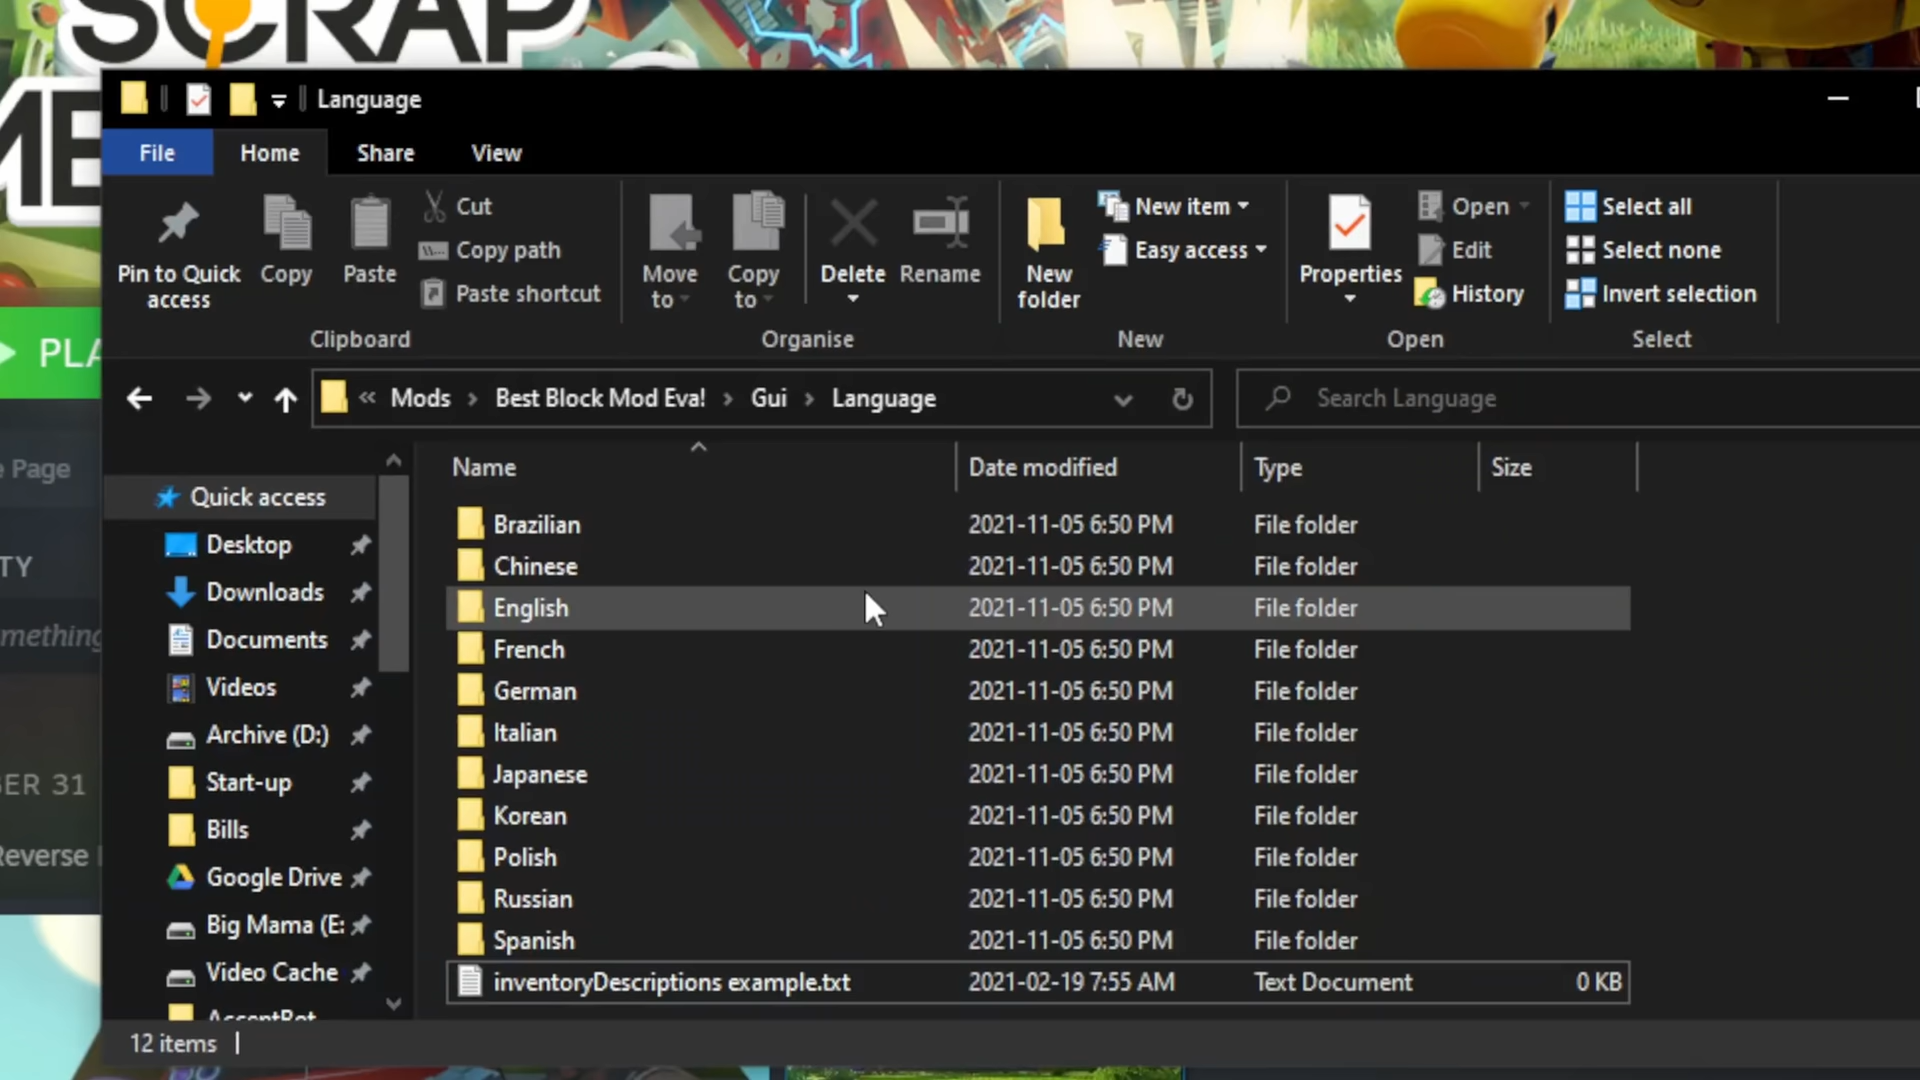 SCRAP
ME
Language
File Home Share View
Pin to Quick access
Copy
Paste
Cut
Copy path
Paste shortcut
Clipboard
Move to
Copy to
Delete
Rename
Organise
New folder
New item
Easy access
New
Properties
Open
Edit
History
Open
Select all
Select none
Invert selection
Select
PLA
« Mods > Best Block Mod Eva! > Gui > Language
Search Language
e Page
TY
mething
BER 31
Reverse
Quick access
Desktop
Downloads
Documents
Videos
Archive (D:)
Start-up
Bills
Google Drive
Big Mama (E:
Video Cache
AccentBot
Name Date modified Type Size
Brazilian 2021-11-05 6:50 PM File folder
Chinese 2021-11-05 6:50 PM File folder
English 2021-11-05 6:50 PM File folder
French 2021-11-05 6:50 PM File folder
German 2021-11-05 6:50 PM File folder
Italian 2021-11-05 6:50 PM File folder
Japanese 2021-11-05 6:50 PM File folder
Korean 2021-11-05 6:50 PM File folder
Polish 2021-11-05 6:50 PM File folder
Russian 2021-11-05 6:50 PM File folder
Spanish 2021-11-05 6:50 PM File folder
inventoryDescriptions example.txt 2021-02-19 7:55 AM Text Document 0 KB
12 items